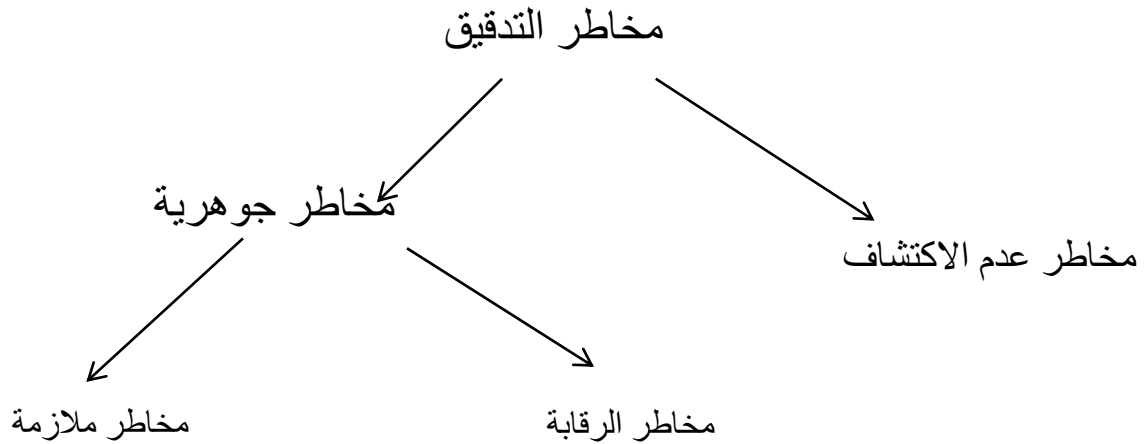 مخاطر التدقيق
مخاطر جوهرية
مخاطر عدم الاكتشاف
مخاطر الرقابة
مخاطر ملازمة